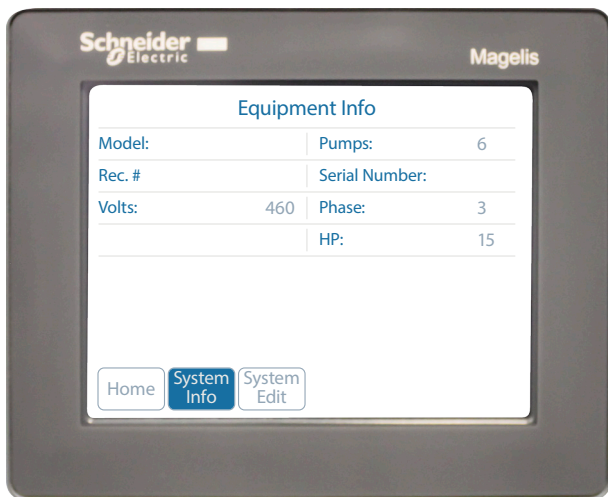 Schneider
Electric
Magelis
Equipment Info
Model:
Pumps: 6
Rec. #
Serial Number:
Volts: 460
Phase: 3
HP: 15
Home
System Info
System Edit